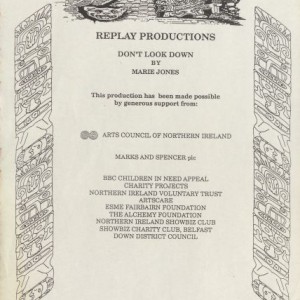 REPLAY PRODUCTIONS
DON'T LOOK DOWN
BY
MARIE JONES
This production has been made possible
by generous support from:
ARTS COUNCIL OF NORTHERN IRELAND
MARKS AND SPENCER plc
BBC CHILDREN IN NEED APPEAL
CHARITY PROJECTS
NORTHERN IRELAND VOLUNTARY TRUST
ARTSCARE
ESME FAIRBAIRN FOUNDATION
THE ALCHEMY FOUNDATION
NORTHERN IRELAND SHOWBIZ CLUB
SHOWBIZ CHARITY CLUB, BELFAST
DOWN DISTRICT COUNCIL